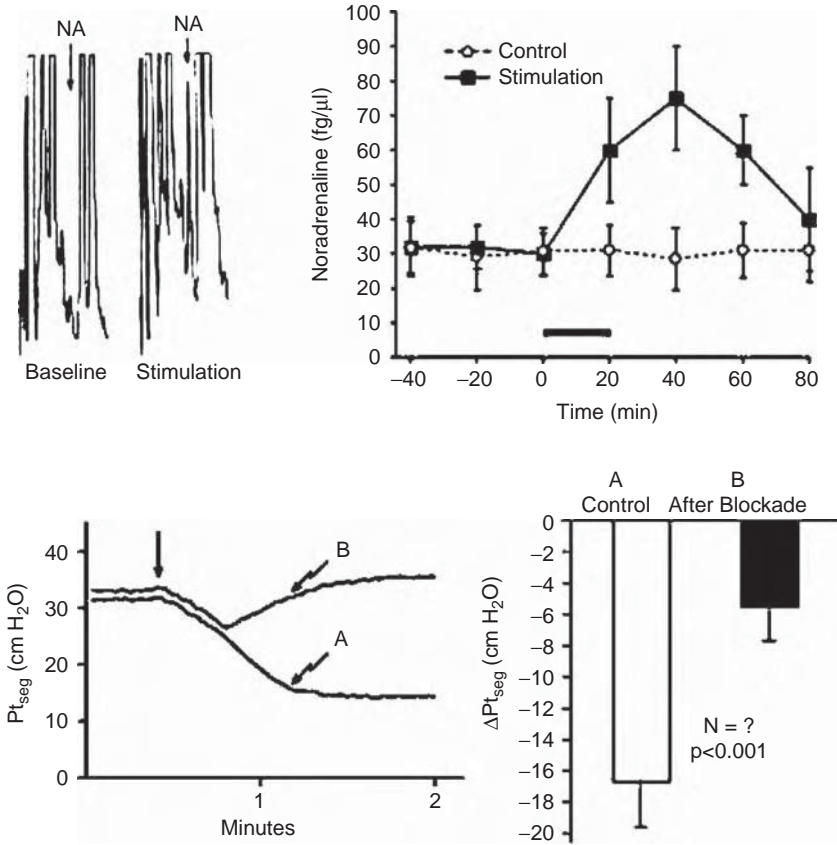 NA
NA
Baseline
Stimulation
Control
Stimulation
Noradrenaline (fg/µl)
100
90
80
70
60
50
40
30
20
10
0
−40
−20
0
20
40
60
80
Time (min)
Pt_seg (cm H₂O)
40
30
20
10
0
B
A
1
2
Minutes
A
B
Control
After Blockade
ΔPt_seg (cm H₂O)
0
−2
−4
−6
−8
−10
−12
−14
−16
−18
−20
N = ?
p<0.001